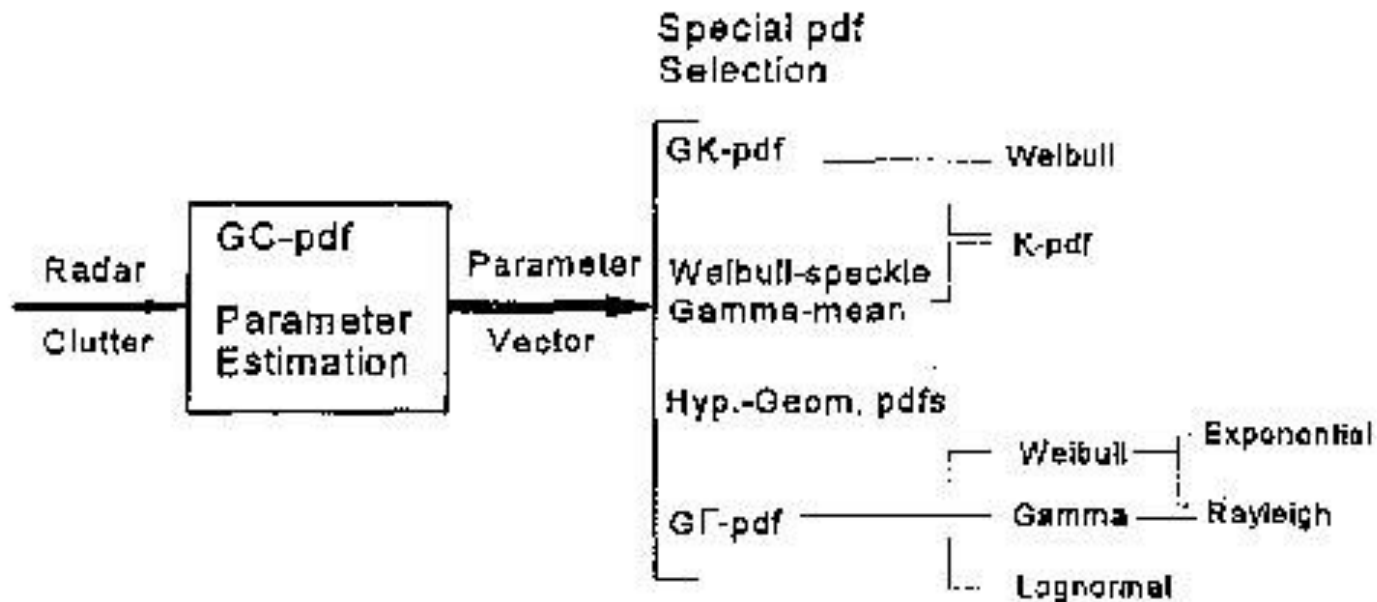 Special pdf
Selection
GK-pdf
Weibull
GC-pdf
Radar
Clutter
Parameter
Estimation
Parameter
Vector
Weibull-speckle
Gamma-mean
K-pdf
Hyp.-Geom. pdfs
Weibull
Exponential
GΓ-pdf
Gamma
Rayleigh
Lognormal